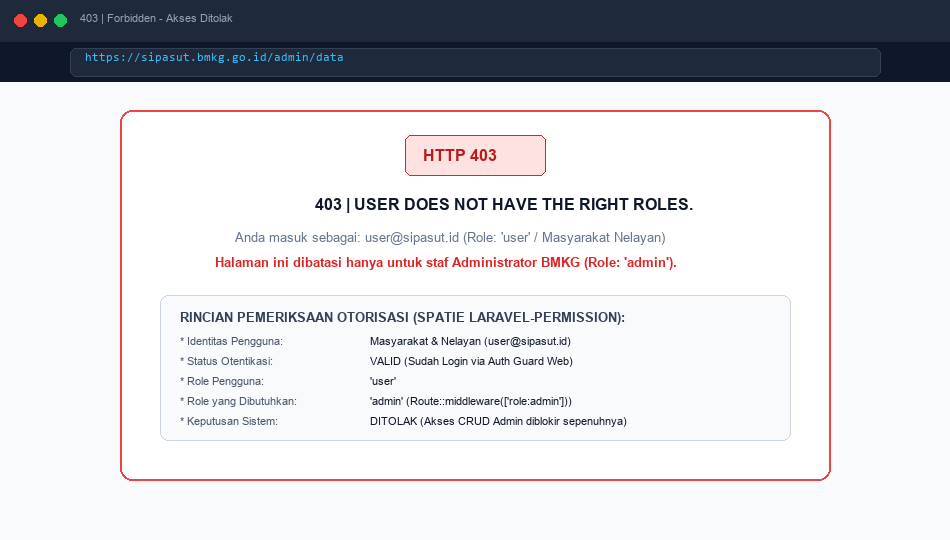 403 | Forbidden - Akses Ditolak
https://sipasut.bmkg.go.id/admin/data
HTTP 403
403 | USER DOES NOT HAVE THE RIGHT ROLES.
Anda masuk sebagai: user@sipasut.id (Role: 'user' / Masyarakat Nelayan)
Halaman ini dibatasi hanya untuk staf Administrator BMKG (Role: 'admin').
RINCIAN PEMERIKSAAN OTORISASI (SPATIE LARAVEL-PERMISSION):
* Identitas Pengguna: Masyarakat & Nelayan (user@sipasut.id)
* Status Otentikasi: VALID (Sudah Login via Auth Guard Web)
* Role Pengguna: 'user'
* Role yang Dibutuhkan: 'admin' (Route::middleware(['role:admin']))
* Keputusan Sistem: DITOLAK (Akses CRUD Admin diblokir sepenuhnya)